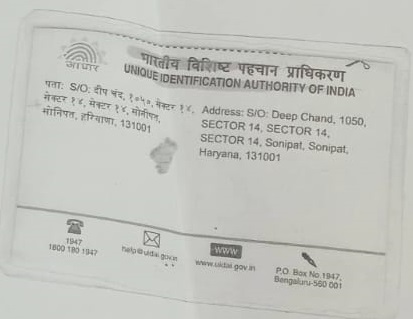 आधार
भारतीय विशिष्ट पहचान प्राधिकरण
UNIQUE IDENTIFICATION AUTHORITY OF INDIA
पता: S/O: दीप चंद, १०५०, सेक्टर १४,
सेक्टर १४, सेक्टर १४, सोनीपत,
सोनिपत, हरियाणा, 131001
Address: S/O: Deep Chand, 1050,
SECTOR 14, SECTOR 14,
SECTOR 14, Sonipat, Sonipat,
Haryana, 131001
1947
1800 180 1947
help@uidai.gov.in
www
www.uidai.gov.in
P.O. Box No.1947,
Bengaluru-560 001